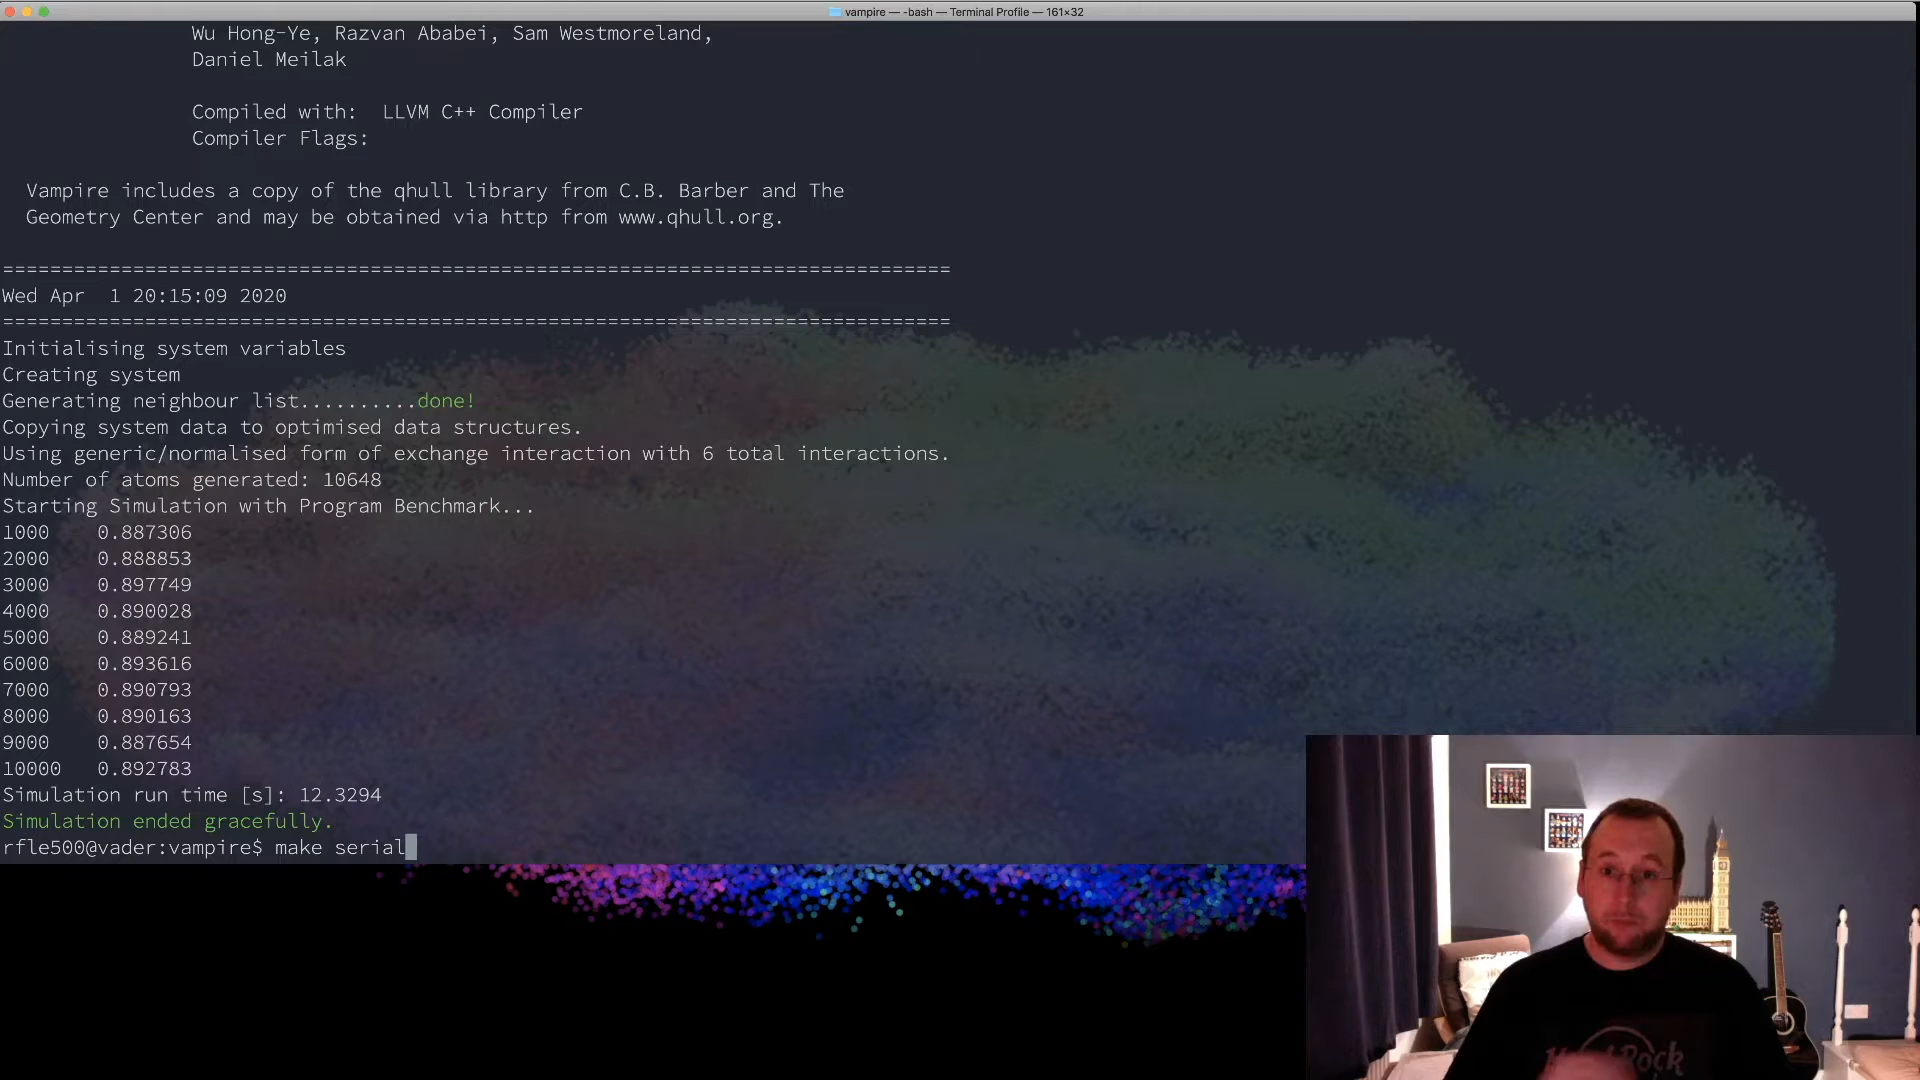 vampire — -bash — Terminal Profile — 161×32
Wu Hong-Ye, Razvan Ababei, Sam Westmoreland,
Daniel Meilak
Compiled with:  LLVM C++ Compiler
Compiler Flags:
Vampire includes a copy of the qhull library from C.B. Barber and The
Geometry Center and may be obtained via http from www.qhull.org.
================================================================================
Wed Apr  1 20:15:09 2020
================================================================================
Initialising system variables
Creating system
Generating neighbour list..........done!
Copying system data to optimised data structures.
Using generic/normalised form of exchange interaction with 6 total interactions.
Number of atoms generated: 10648
Starting Simulation with Program Benchmark...
1000    0.887306
2000    0.888853
3000    0.897749
4000    0.890028
5000    0.889241
6000    0.893616
7000    0.890793
8000    0.890163
9000    0.887654
10000   0.892783
Simulation run time [s]: 12.3294
Simulation ended gracefully.
rfle500@vader:vampire$ make serial
Hard Rock